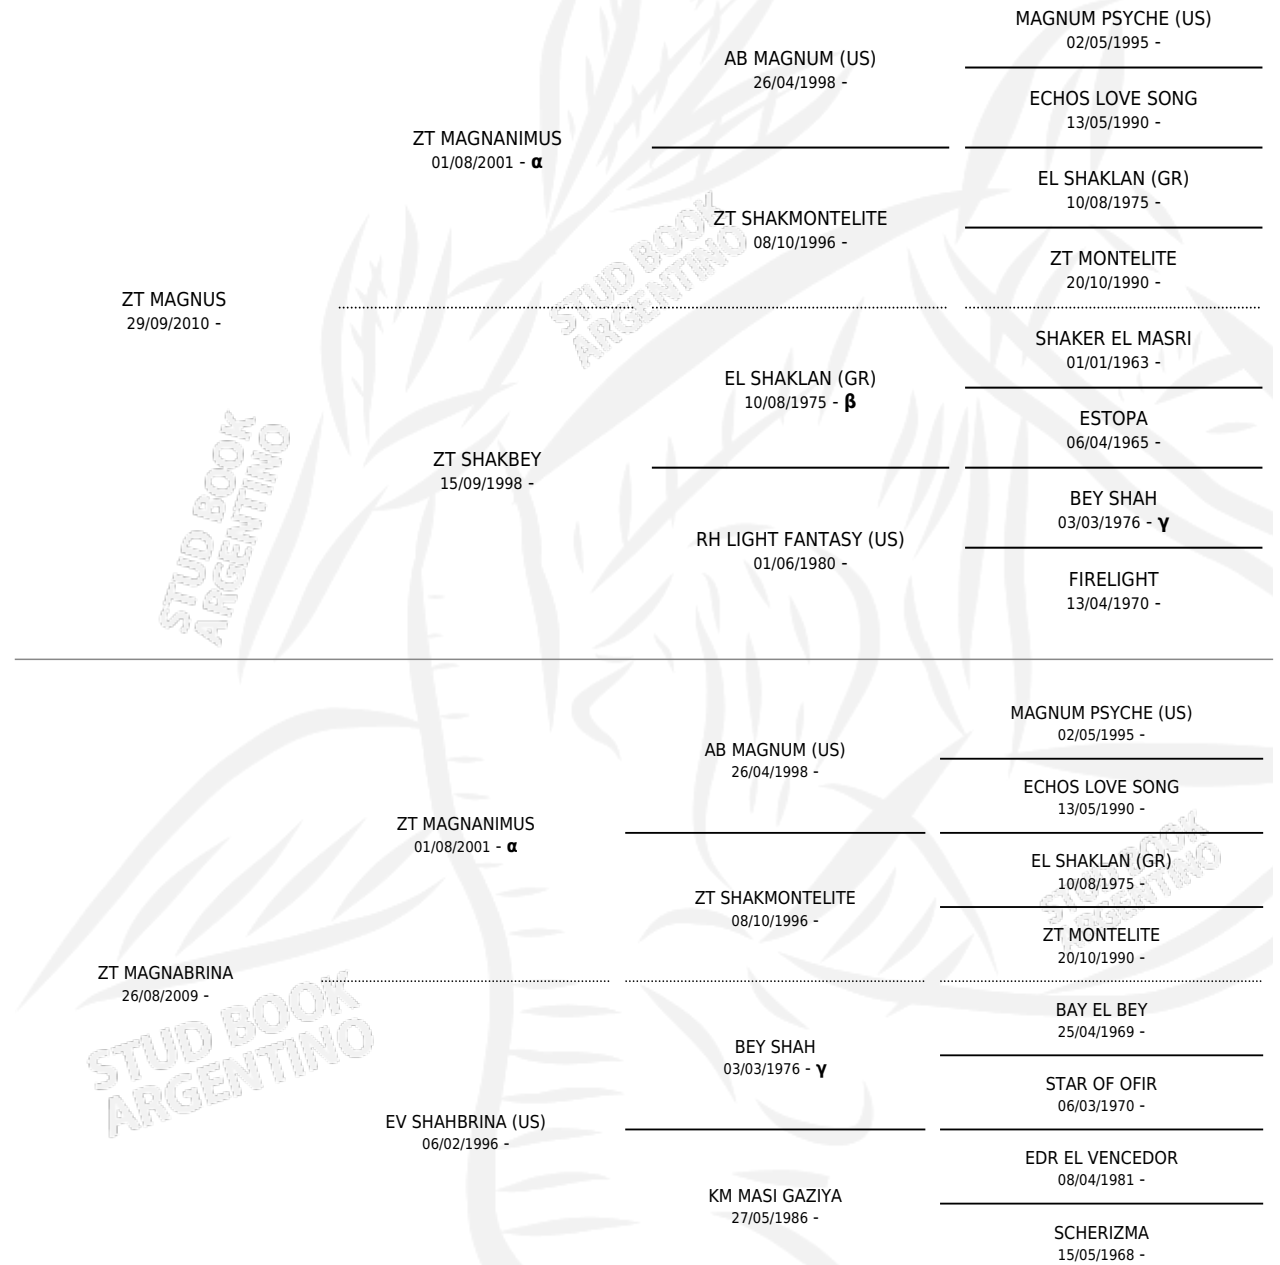 MAGNUM PSYCHE (US)
02/05/1995 -
AB MAGNUM (US)
26/04/1998 -
ECHOS LOVE SONG
13/05/1990 -
ZT MAGNANIMUS
01/08/2001 - α
EL SHAKLAN (GR)
10/08/1975 -
ZT SHAKMONTELITE
08/10/1996 -
ZT MONTELITE
20/10/1990 -
ZT MAGNUS
29/09/2010 -
SHAKER EL MASRI
01/01/1963 -
EL SHAKLAN (GR)
10/08/1975 - β
ESTOPA
06/04/1965 -
ZT SHAKBEY
15/09/1998 -
BEY SHAH
03/03/1976 - γ
RH LIGHT FANTASY (US)
01/06/1980 -
FIRELIGHT
13/04/1970 -
MAGNUM PSYCHE (US)
02/05/1995 -
AB MAGNUM (US)
26/04/1998 -
ECHOS LOVE SONG
13/05/1990 -
ZT MAGNANIMUS
01/08/2001 - α
EL SHAKLAN (GR)
10/08/1975 -
ZT SHAKMONTELITE
08/10/1996 -
ZT MONTELITE
20/10/1990 -
ZT MAGNABRINA
26/08/2009 -
BAY EL BEY
25/04/1969 -
BEY SHAH
03/03/1976 - γ
STAR OF OFIR
06/03/1970 -
EV SHAHBRINA (US)
06/02/1996 -
EDR EL VENCEDOR
08/04/1981 -
KM MASI GAZIYA
27/05/1986 -
SCHERIZMA
15/05/1968 -
STUD BOOK
ARGENTINO
STUD BOOK
ARGENTINO
STUD BOOK
ARGENTINO
STUD BOOK
ARGENTINO